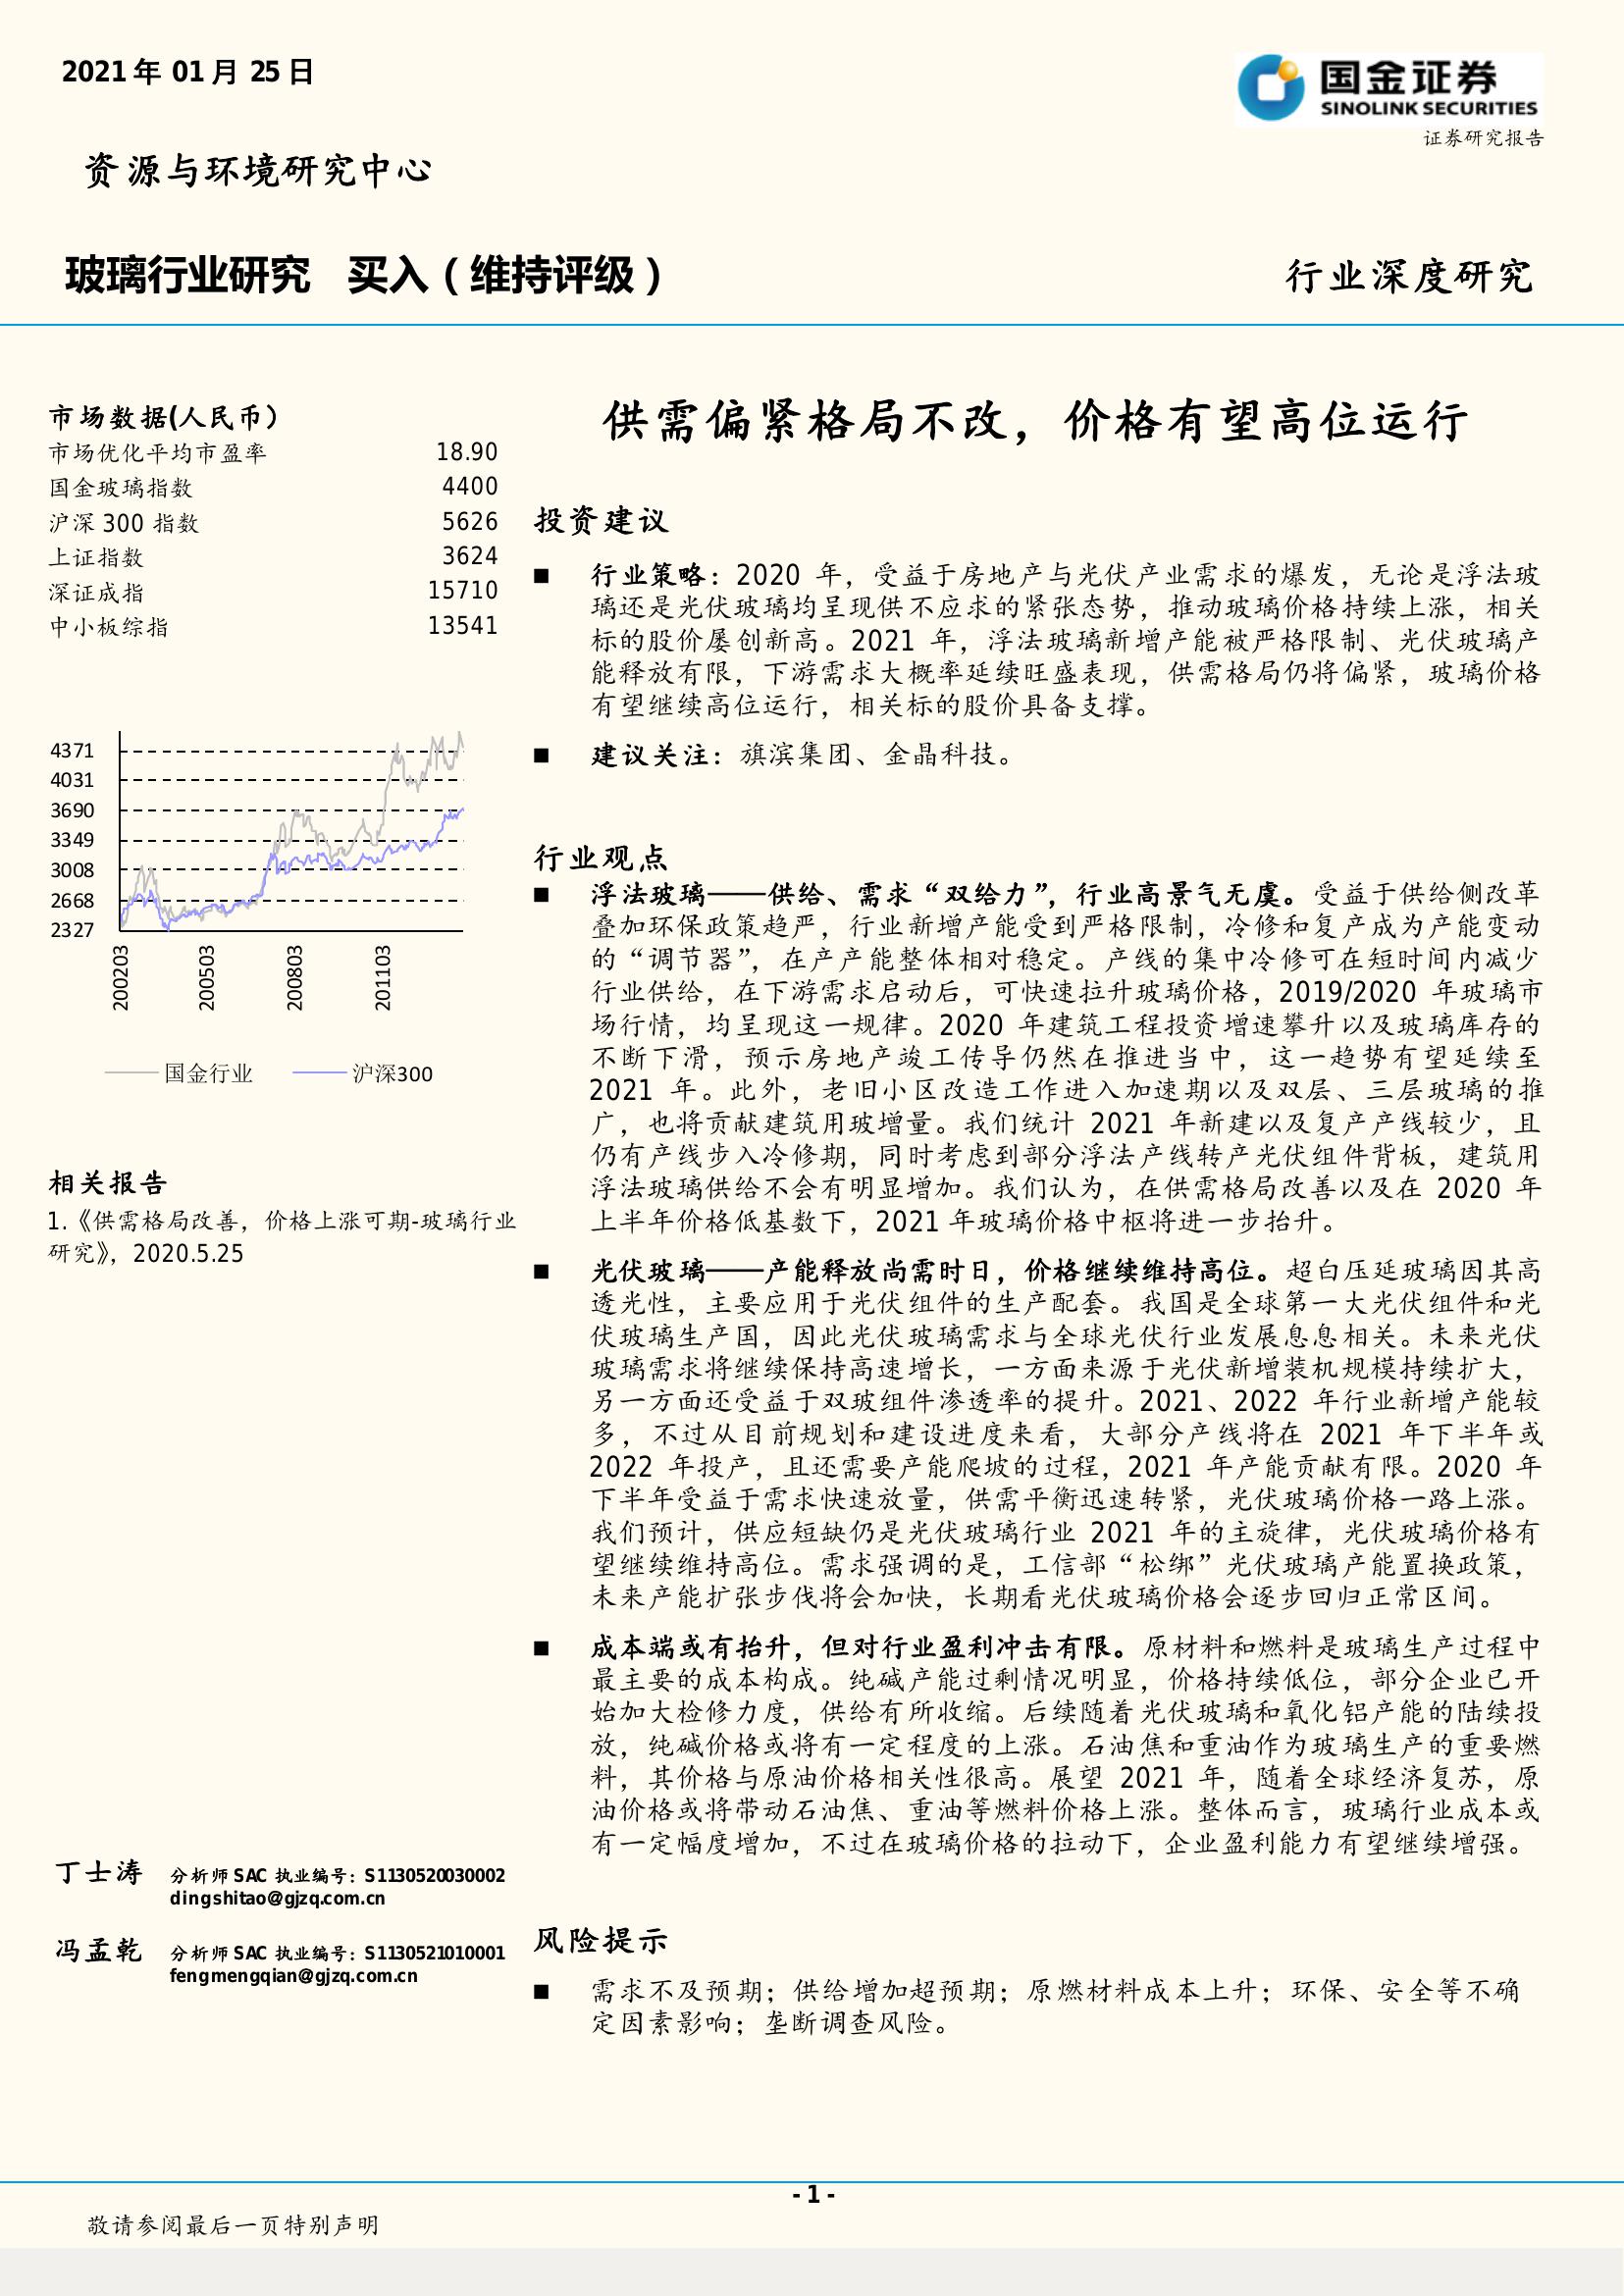 2021 年 01 月 25 日
国金证券
SINOLINK SECURITIES
证券研究报告
资源与环境研究中心
玻璃行业研究 买入（维持评级）
行业深度研究
市场数据(人民币）
市场优化平均市盈率 18.90
国金玻璃指数 4400
沪深 300 指数 5626
上证指数 3624
深证成指 15710
中小板综指 13541
4371
4031
3690
3349
3008
2668
2327
200203
200503
200803
201103
国金行业
沪深300
相关报告
1.《供需格局改善，价格上涨可期-玻璃行业
研究》，2020.5.25
丁士涛 分析师 SAC 执业编号：S1130520030002
dingshitao@gjzq.com.cn
冯孟乾 分析师 SAC 执业编号：S1130521010001
fengmengqian@gjzq.com.cn
供需偏紧格局不改，价格有望高位运行
投资建议
■ 行业策略：2020 年，受益于房地产与光伏产业需求的爆发，无论是浮法玻
璃还是光伏玻璃均呈现供不应求的紧张态势，推动玻璃价格持续上涨，相关
标的股价屡创新高。2021 年，浮法玻璃新增产能被严格限制、光伏玻璃产
能释放有限，下游需求大概率延续旺盛表现，供需格局仍将偏紧，玻璃价格
有望继续高位运行，相关标的股价具备支撑。
■ 建议关注：旗滨集团、金晶科技。
行业观点
■ 浮法玻璃——供给、需求“双给力”，行业高景气无虞。受益于供给侧改革
叠加环保政策趋严，行业新增产能受到严格限制，冷修和复产成为产能变动
的“调节器”，在产产能整体相对稳定。产线的集中冷修可在短时间内减少
行业供给，在下游需求启动后，可快速拉升玻璃价格，2019/2020 年玻璃市
场行情，均呈现这一规律。2020 年建筑工程投资增速攀升以及玻璃库存的
不断下滑，预示房地产竣工传导仍然在推进当中，这一趋势有望延续至
2021 年。此外，老旧小区改造工作进入加速期以及双层、三层玻璃的推
广，也将贡献建筑用玻增量。我们统计 2021 年新建以及复产产线较少，且
仍有产线步入冷修期，同时考虑到部分浮法产线转产光伏组件背板，建筑用
浮法玻璃供给不会有明显增加。我们认为，在供需格局改善以及在 2020 年
上半年价格低基数下，2021 年玻璃价格中枢将进一步抬升。
■ 光伏玻璃——产能释放尚需时日，价格继续维持高位。超白压延玻璃因其高
透光性，主要应用于光伏组件的生产配套。我国是全球第一大光伏组件和光
伏玻璃生产国，因此光伏玻璃需求与全球光伏行业发展息息相关。未来光伏
玻璃需求将继续保持高速增长，一方面来源于光伏新增装机规模持续扩大，
另一方面还受益于双玻组件渗透率的提升。2021、2022 年行业新增产能较
多，不过从目前规划和建设进度来看，大部分产线将在 2021 年下半年或
2022 年投产，且还需要产能爬坡的过程，2021 年产能贡献有限。2020 年
下半年受益于需求快速放量，供需平衡迅速转紧，光伏玻璃价格一路上涨。
我们预计，供应短缺仍是光伏玻璃行业 2021 年的主旋律，光伏玻璃价格有
望继续维持高位。需求强调的是，工信部“松绑”光伏玻璃产能置换政策，
未来产能扩张步伐将会加快，长期看光伏玻璃价格会逐步回归正常区间。
■ 成本端或有抬升，但对行业盈利冲击有限。原材料和燃料是玻璃生产过程中
最主要的成本构成。纯碱产能过剩情况明显，价格持续低位，部分企业已开
始加大检修力度，供给有所收缩。后续随着光伏玻璃和氧化铝产能的陆续投
放，纯碱价格或将有一定程度的上涨。石油焦和重油作为玻璃生产的重要燃
料，其价格与原油价格相关性很高。展望 2021 年，随着全球经济复苏，原
油价格或将带动石油焦、重油等燃料价格上涨。整体而言，玻璃行业成本或
有一定幅度增加，不过在玻璃价格的拉动下，企业盈利能力有望继续增强。
风险提示
■ 需求不及预期；供给增加超预期；原燃材料成本上升；环保、安全等不确
定因素影响；垄断调查风险。
- 1 -
敬请参阅最后一页特别声明